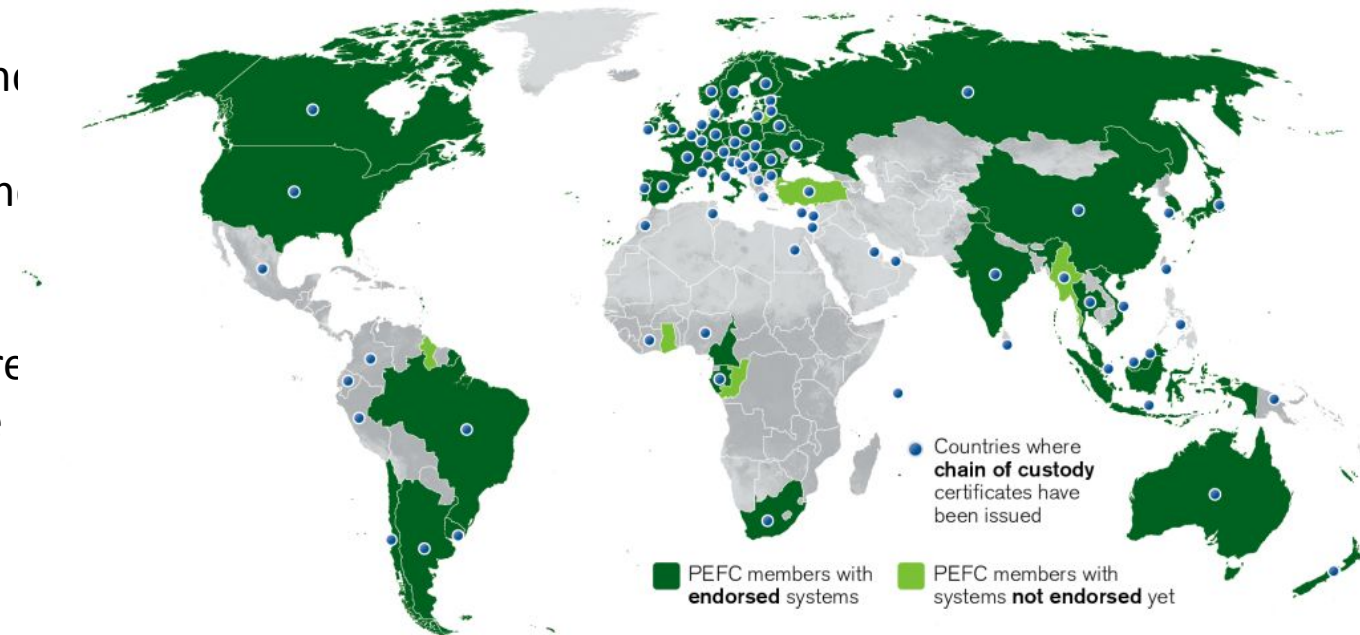 Countries where
chain of custody
certificates have
been issued
PEFC members with
endorsed systems
PEFC members with
systems not endorsed yet